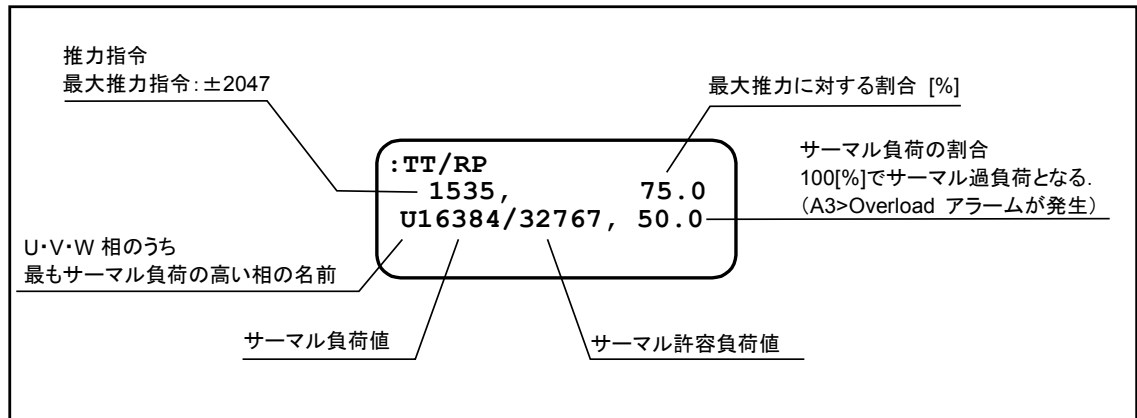 推力指令
最大推力指令:±2047
最大推力に対する割合 [%]
サーマル負荷の割合
100[%]でサーマル過負荷となる.
(A3>Overload アラームが発生)
:TT/RP
1535, 75.0
U16384/32767, 50.0
U・V・W 相のうち
最もサーマル負荷の高い相の名前
サーマル負荷値
サーマル許容負荷値